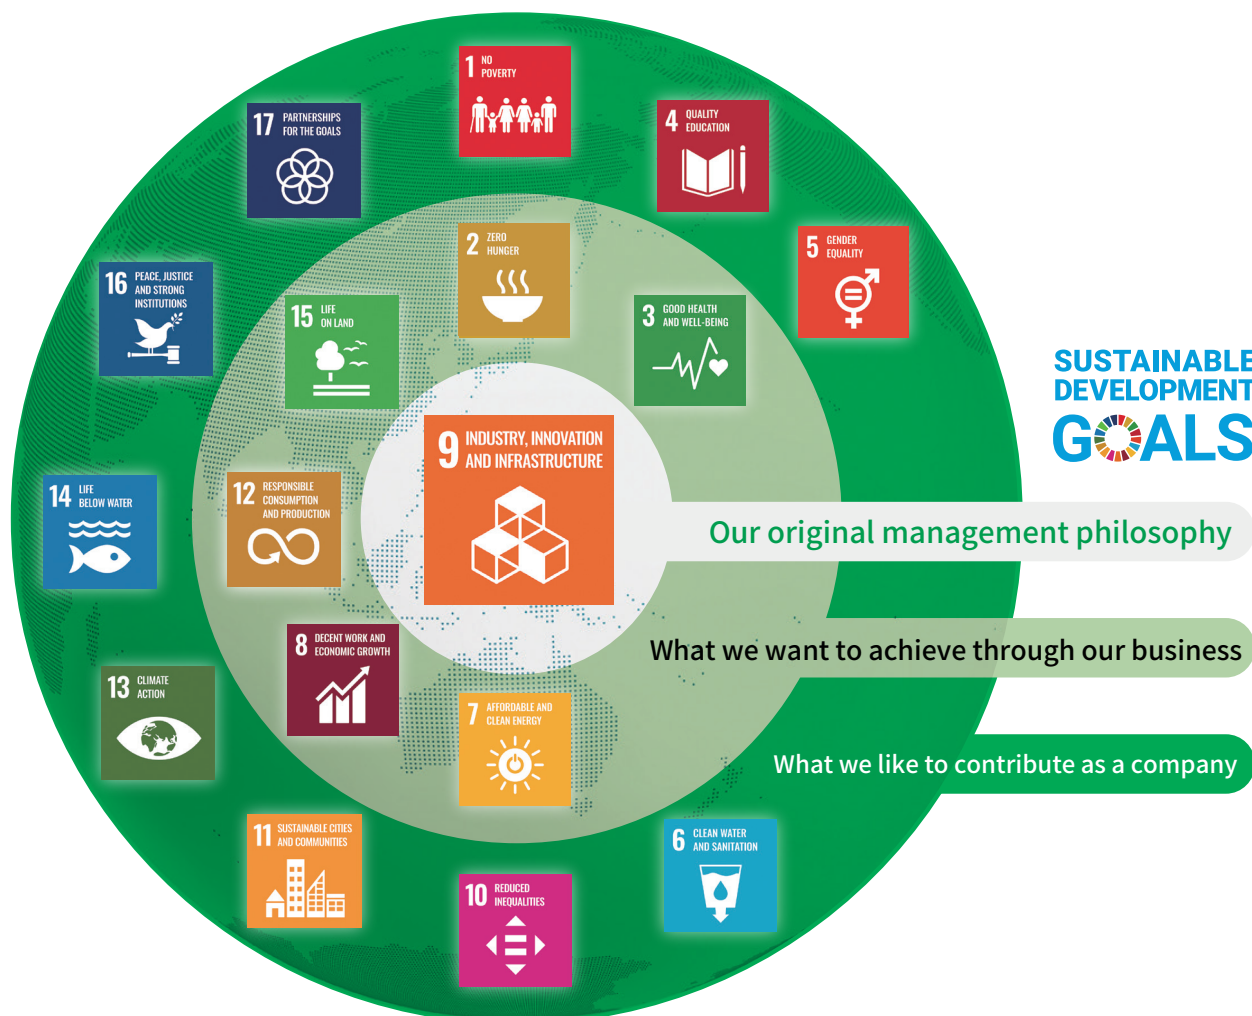 1 NO
POVERTY
17 PARTNERSHIPS
FOR THE GOALS
4 QUALITY
EDUCATION
2 ZERO
HUNGER
5 GENDER
EQUALITY
16 PEACE, JUSTICE
AND STRONG
INSTITUTIONS
15 LIFE
ON LAND
3 GOOD HEALTH
AND WELL-BEING
SUSTAINABLE
DEVELOPMENT
GOALS
9 INDUSTRY, INNOVATION
AND INFRASTRUCTURE
14 LIFE
BELOW WATER
12 RESPONSIBLE
CONSUMPTION
AND PRODUCTION
Our original management philosophy
8 DECENT WORK AND
ECONOMIC GROWTH
What we want to achieve through our business
13 CLIMATE
ACTION
7 AFFORDABLE AND
CLEAN ENERGY
What we like to contribute as a company
11 SUSTAINABLE CITIES
AND COMMUNITIES
6 CLEAN WATER
AND SANITATION
10 REDUCED
INEQUALITIES